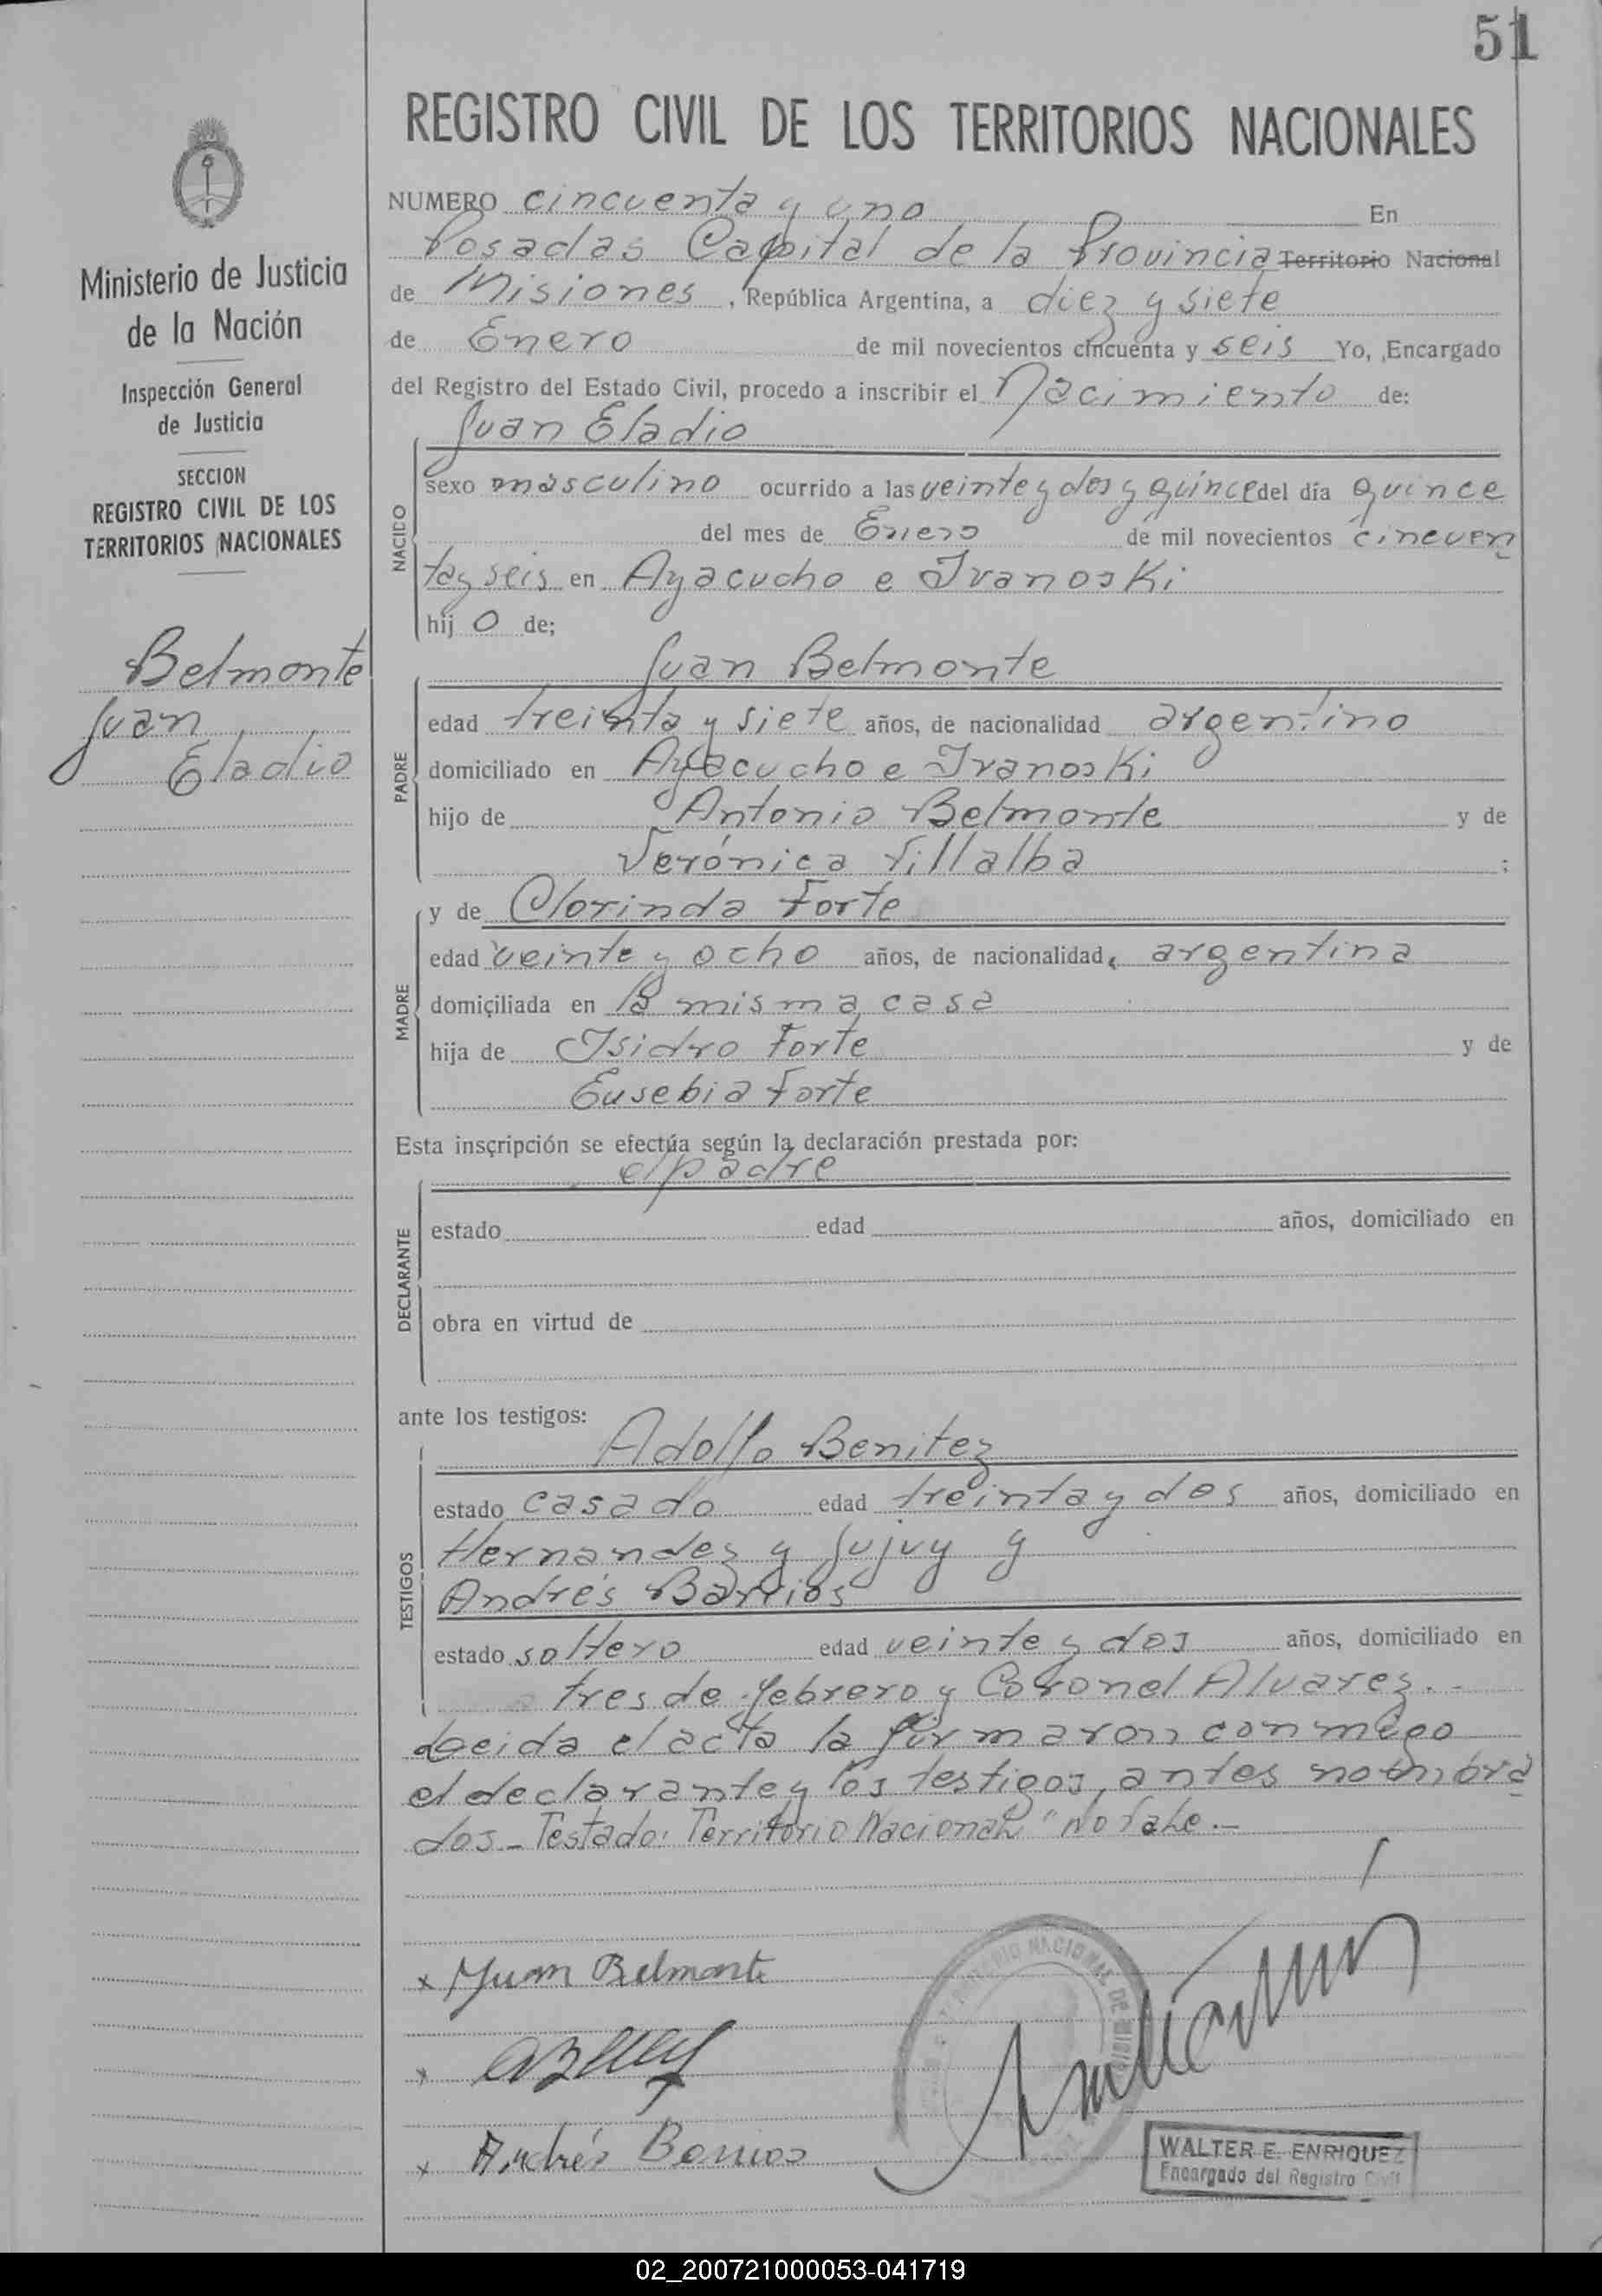 51
REGISTRO CIVIL DE LOS TERRITORIOS NACIONALES
Ministerio de Justicia
de la Nación
Inspección General
de Justicia
SECCION
REGISTRO CIVIL DE LOS
TERRITORIOS NACIONALES
Belmonte
Juan
Eladio
NUMERO cincuenta y uno En
Posadas Capital de la Provincia Territorio Nacional
de Misiones, República Argentina, a diez y siete
de Enero de mil novecientos cincuenta y seis Yo, Encargado
del Registro del Estado Civil, procedo a inscribir el Nacimiento de:
NACIDO
Juan Eladio
sexo masculino ocurrido a las veinte y dos y quince del día quince
del mes de Enero de mil novecientos cincuen
ta y seis en Ayacucho e Ivanoski
hij o de;
PADRE
Juan Belmonte
edad treinta y siete años, de nacionalidad argentino
domiciliado en Ayacucho e Ivanoski
hijo de Antonio Belmonte y de
Verónica Villalba ;
MADRE
y de Clorinda Forte
edad veinte y ocho años, de nacionalidad, argentina
domiciliada en la misma casa
hija de Isidro Forte y de
Eusebia Forte
Esta inscripción se efectúa según la declaración prestada por:
DECLARANTE
el padre
estado edad años, domiciliado en
obra en virtud de
ante los testigos:
TESTIGOS
Adolfo Benitez
estado casado edad treinta y dos años, domiciliado en
Hernandez y Jujuy y
Andrés Barrios
estado soltero edad veinte y dos años, domiciliado en
tres de febrero y Coronel Alvarez.-
Leida el acta la firmaron conmigo
el declarante y los testigos, antes nombra
dos._ Testado: Territorio Nacional" No Vale.-
x Juan Belmonte
x
x Andrés Barrios
TERRITORIO NACIONAL DE
WALTER E. ENRIQUEZ
Encargado del Registro Civil
02_200721000053-041719